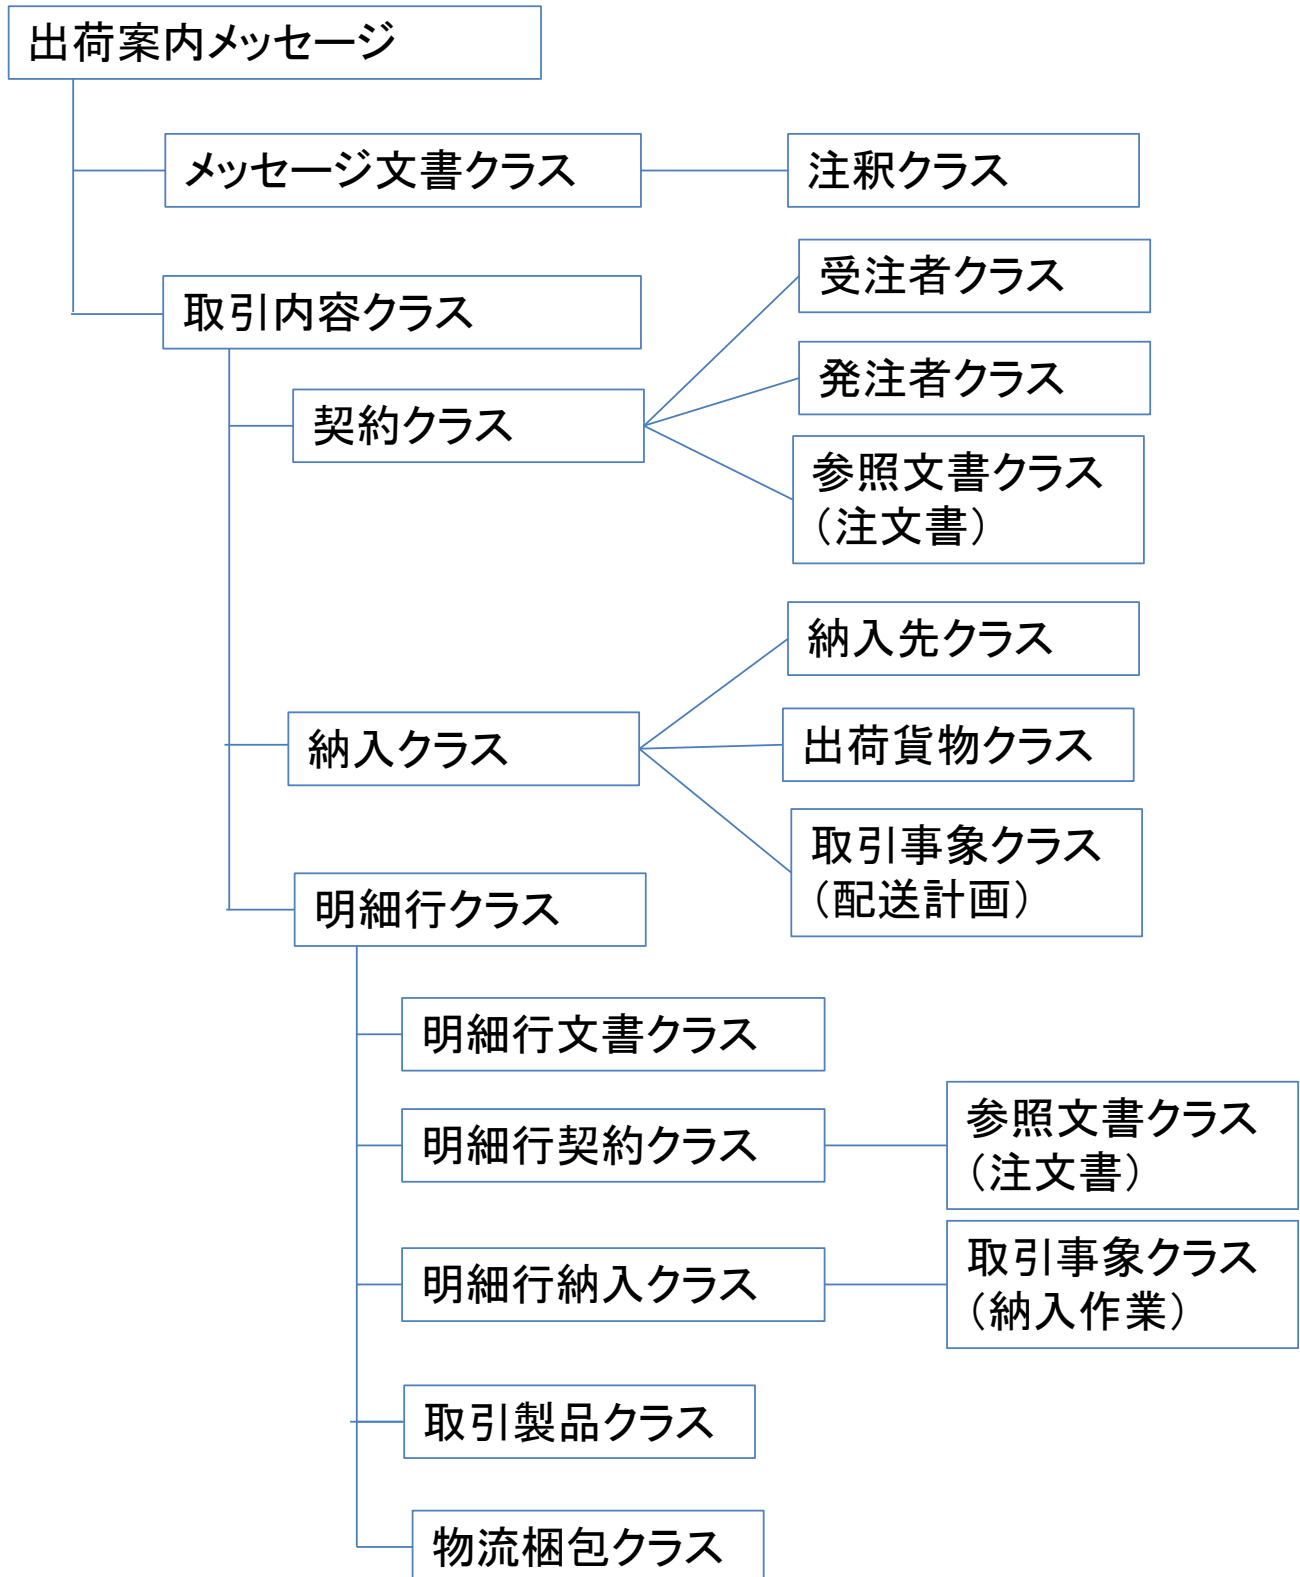 出荷案内メッセージ
メッセージ文書クラス
注釈クラス
取引内容クラス
契約クラス
受注者クラス
発注者クラス
参照文書クラス
（注文書）
納入クラス
納入先クラス
出荷貨物クラス
取引事象クラス
（配送計画）
明細行クラス
明細行文書クラス
明細行契約クラス
参照文書クラス
（注文書）
明細行納入クラス
取引事象クラス
（納入作業）
取引製品クラス
物流梱包クラス